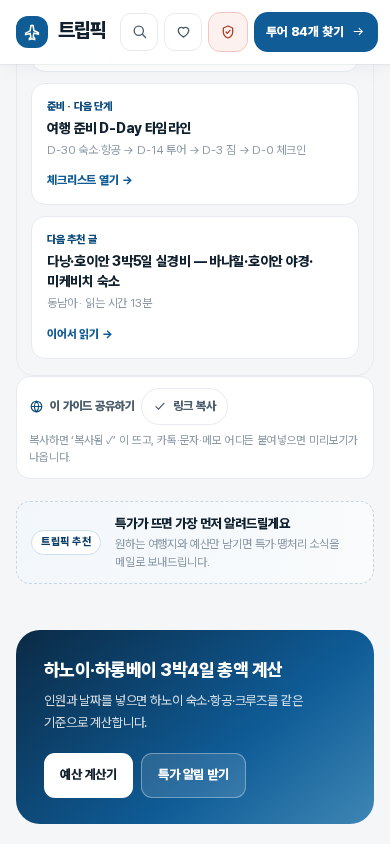 트립픽
투어 84개 찾기 →
준비 · 다음 단계
여행 준비 D-Day 타임라인
D-30 숙소·항공 → D-14 투어 → D-3 짐 → D-0 체크인
체크리스트 열기 →
다음 추천 글
다낭·호이안 3박5일 실경비 — 바나힐·호이안 야경·
미케비치 숙소
동남아 · 읽는 시간 13분
이어서 읽기 →
이 가이드 공유하기 ✓ 링크 복사
복사하면 ‘복사됨 ✓’ 이 뜨고, 카톡·문자·메모 어디든 붙여넣으면 미리보기가
나옵니다.
트립픽 추천
특가가 뜨면 가장 먼저 알려드릴게요
원하는 여행지와 예산만 남기면 특가·땡처리 소식을
메일로 보내드립니다.
하노이·하롱베이 3박4일 총액 계산
인원과 날짜를 넣으면 하노이 숙소·항공·크루즈를 같은
기준으로 계산합니다.
예산 계산기
특가 알림 받기